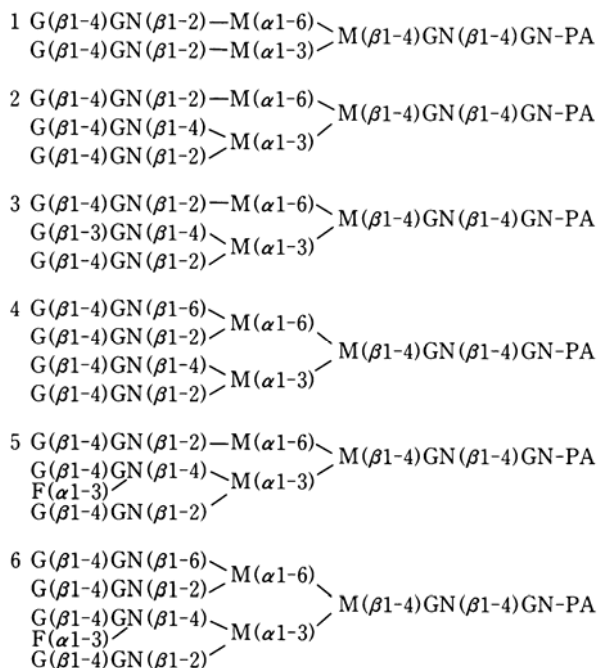 1 G(β1-4)GN(β1-2)—M(α1-6)
M(β1-4)GN(β1-4)GN-PA
G(β1-4)GN(β1-2)—M(α1-3)
2 G(β1-4)GN(β1-2)—M(α1-6)
M(β1-4)GN(β1-4)GN-PA
G(β1-4)GN(β1-4)
M(α1-3)
G(β1-4)GN(β1-2)
3 G(β1-4)GN(β1-2)—M(α1-6)
M(β1-4)GN(β1-4)GN-PA
G(β1-3)GN(β1-4)
M(α1-3)
G(β1-4)GN(β1-2)
4 G(β1-4)GN(β1-6)
M(α1-6)
G(β1-4)GN(β1-2)
M(β1-4)GN(β1-4)GN-PA
G(β1-4)GN(β1-4)
M(α1-3)
G(β1-4)GN(β1-2)
5 G(β1-4)GN(β1-2)—M(α1-6)
M(β1-4)GN(β1-4)GN-PA
G(β1-4)GN(β1-4)
M(α1-3)
F(α1-3)
G(β1-4)GN(β1-2)
6 G(β1-4)GN(β1-6)
M(α1-6)
G(β1-4)GN(β1-2)
M(β1-4)GN(β1-4)GN-PA
G(β1-4)GN(β1-4)
M(α1-3)
F(α1-3)
G(β1-4)GN(β1-2)